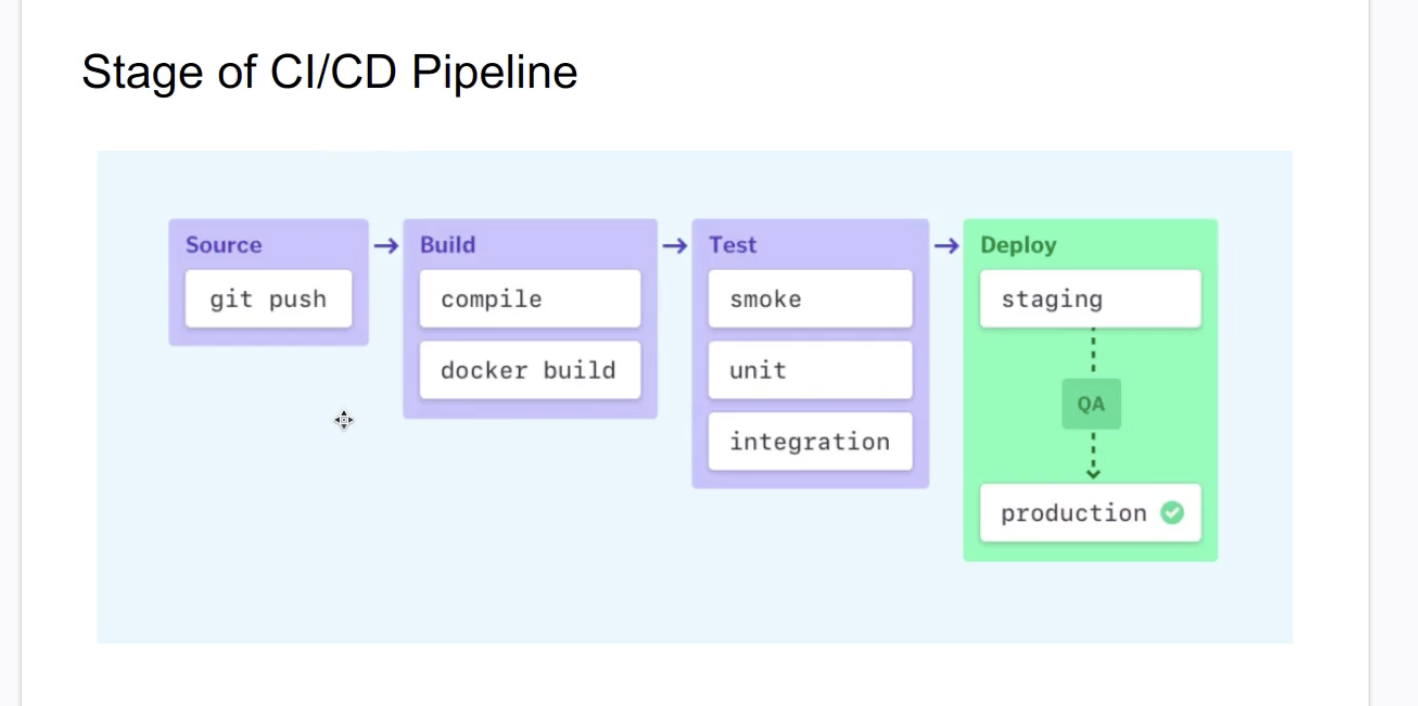 Stage of CI/CD Pipeline
Source
git push
Build
compile
docker build
Test
smoke
unit
integration
Deploy
staging
QA
production